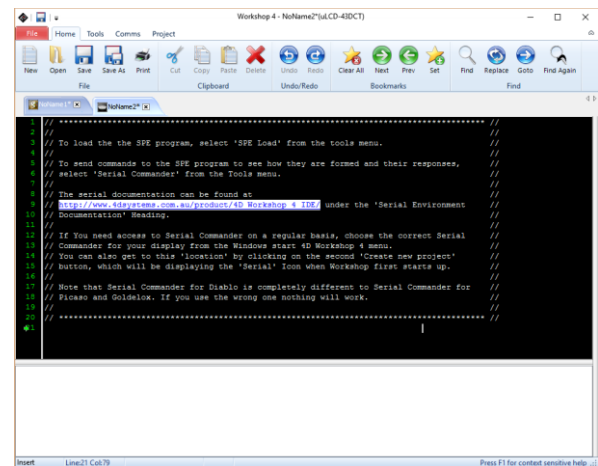 Workshop 4 - NoName2*(uLCD-43DCT)
File Home Tools Comms Project
New Open Save Save As Print Cut Copy Paste Delete Undo Redo Clear All Next Prev Set Find Replace Goto Find Again
File Clipboard Undo/Redo Bookmarks Find
NoName1* NoName2*
1 // ************************************************************************************ //
2 // //
3 // To load the the SPE program, select 'SPE Load' from the tools menu. //
4 // //
5 // To send commands to the SPE program to see how they are formed and their responses, //
6 // select 'Serial Commander' from the Tools menu. //
7 // //
8 // The serial documentation can be found at //
9 // http://www.4dsystems.com.au/product/4D_Workshop_4_IDE/ under the 'Serial Environment //
10 // Documentation' Heading. //
11 // //
12 // If You need access to Serial Commander on a regular basis, choose the correct Serial //
13 // Commander for your display from the Windows start 4D Workshop 4 menu. //
14 // You can also get to this 'location' by clicking on the second 'Create new project' //
15 // button, which will be displaying the 'Serial' Icon when Workshop first starts up. //
16 // //
17 // Note that Serial Commander for Diablo is completely different to Serial Commander for //
18 // Picaso and Goldelox. If you use the wrong one nothing will work. //
19 // //
20 // ************************************************************************************ //
21
Insert Line:21 Col:79 Press F1 for context sensitive help